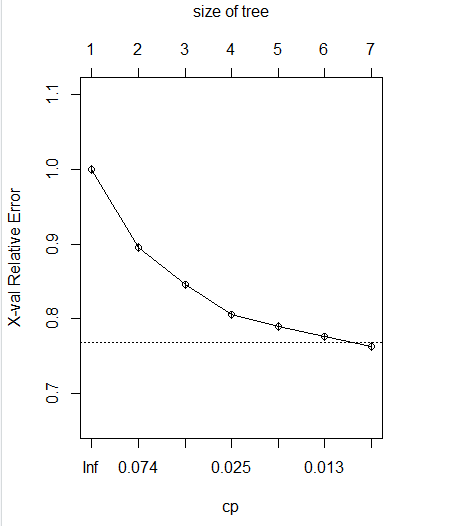 size of tree
1 2 3 4 5 6 7
X-val Relative Error
1.1
1.0
0.9
0.8
0.7
Inf 0.074 0.025 0.013
cp